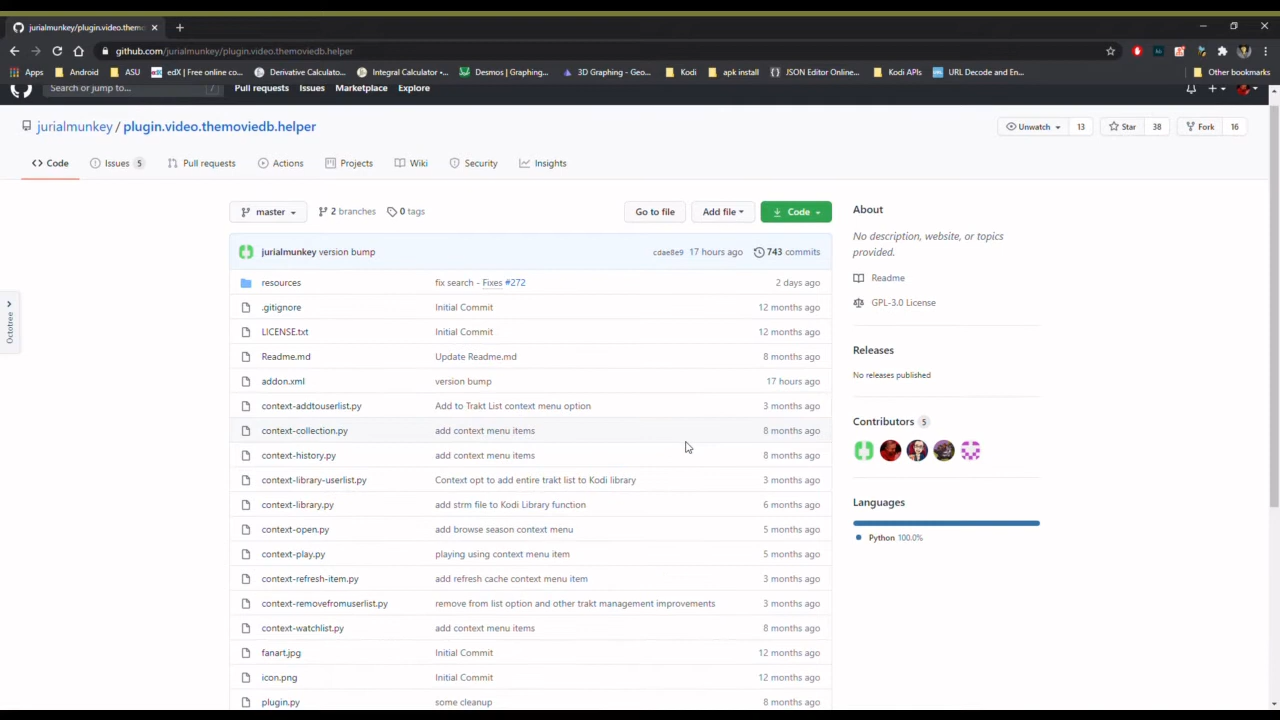 jurialmunkey/plugin.video.themo
github.com/jurialmunkey/plugin.video.themoviedb.helper
Apps Android ASU edX | Free online co... Derivative Calculato... Integral Calculator •... Desmos | Graphing... 3D Graphing - Geo... Kodi apk install JSON Editor Online... Kodi APIs URL Decode and En... Other bookmarks
Search or jump to... / Pull requests Issues Marketplace Explore
jurialmunkey / plugin.video.themoviedb.helper Unwatch 13 Star 38 Fork 16
Code Issues 5 Pull requests Actions Projects Wiki Security Insights
master 2 branches 0 tags Go to file Add file Code About
No description, website, or topics
provided.
jurialmunkey version bump cdae8e9 17 hours ago 743 commits
Readme
resources fix search - Fixes #272 2 days ago
GPL-3.0 License
.gitignore Initial Commit 12 months ago
LICENSE.txt Initial Commit 12 months ago
Releases
Readme.md Update Readme.md 8 months ago
No releases published
addon.xml version bump 17 hours ago
context-addtouserlist.py Add to Trakt List context menu option 3 months ago
Contributors 5
context-collection.py add context menu items 8 months ago
context-history.py add context menu items 8 months ago
context-library-userlist.py Context opt to add entire trakt list to Kodi library 3 months ago
Languages
context-library.py add strm file to Kodi Library function 6 months ago
context-open.py add browse season context menu 5 months ago
Python 100.0%
context-play.py playing using context menu item 5 months ago
context-refresh-item.py add refresh cache context menu item 3 months ago
context-removefromuserlist.py remove from list option and other trakt management improvements 3 months ago
context-watchlist.py add context menu items 8 months ago
fanart.jpg Initial Commit 12 months ago
icon.png Initial Commit 12 months ago
plugin.py some cleanup 8 months ago
Octotree